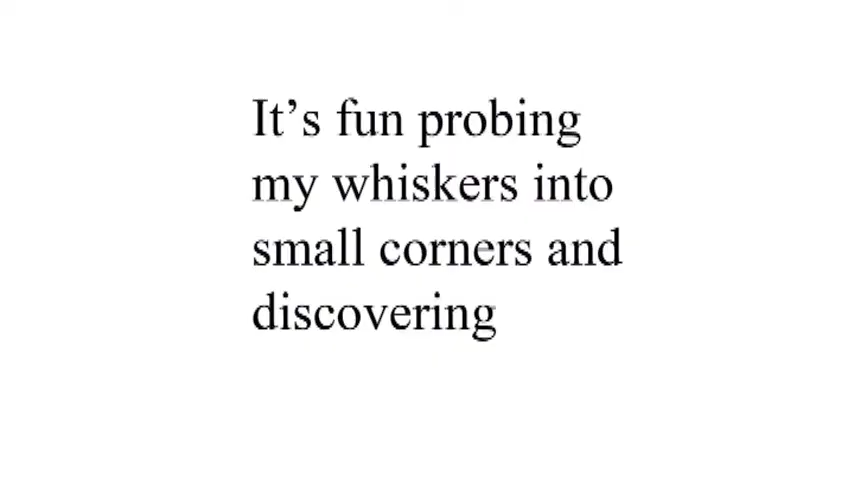 It’s fun probing
my whiskers into
small corners and
discovering